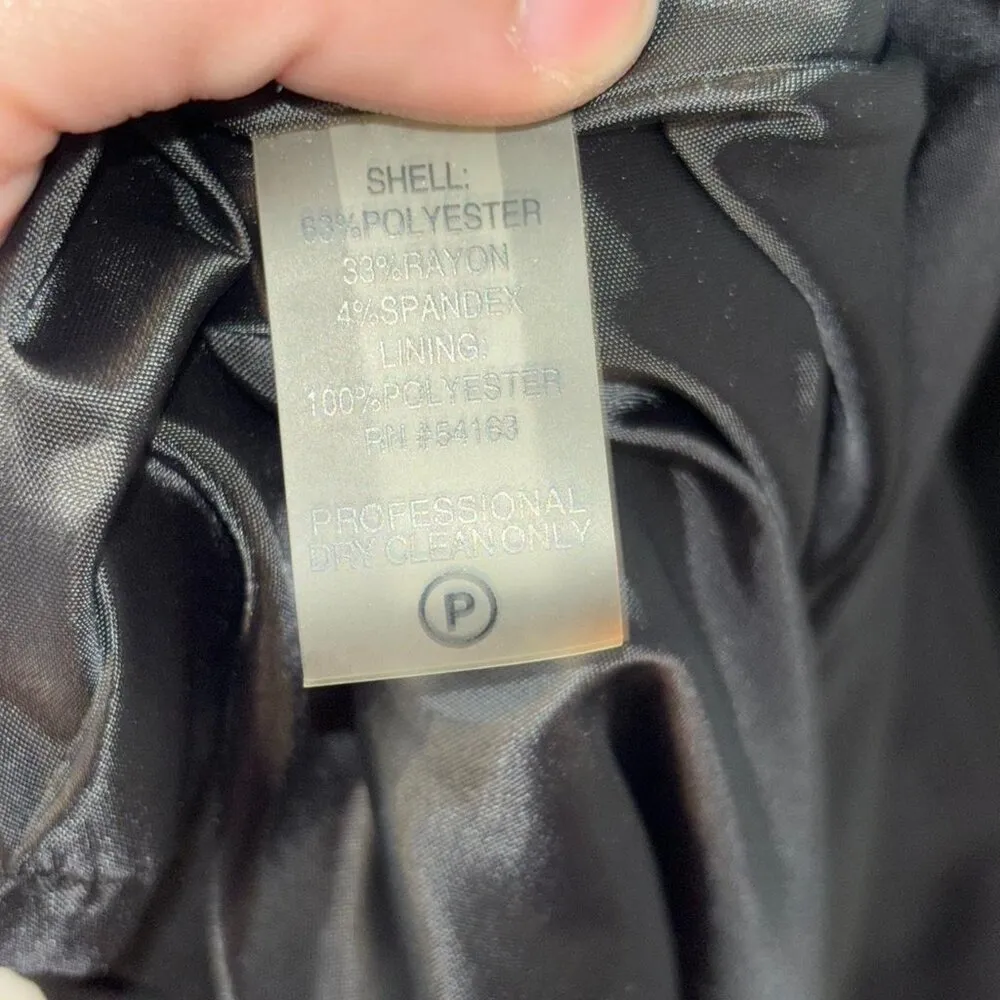 SHELL:
63%POLYESTER
33%RAYON
4%SPANDEX
LINING:
100%POLYESTER
RN #54163
PROFESSIONAL
DRY CLEAN ONLY
P